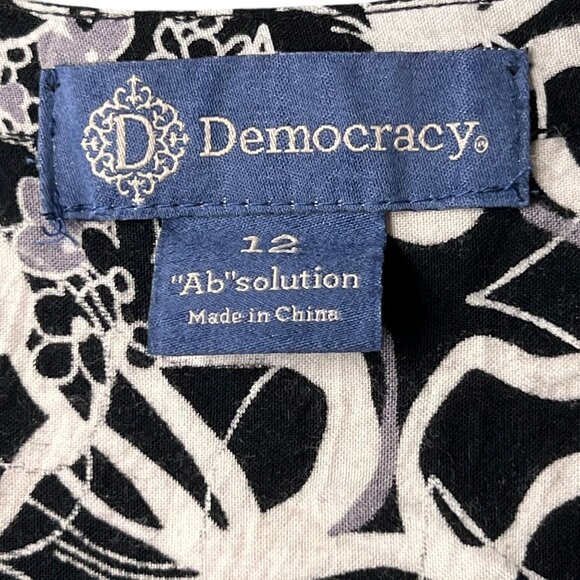 D Democracy®
12
"Ab"solution
Made in China